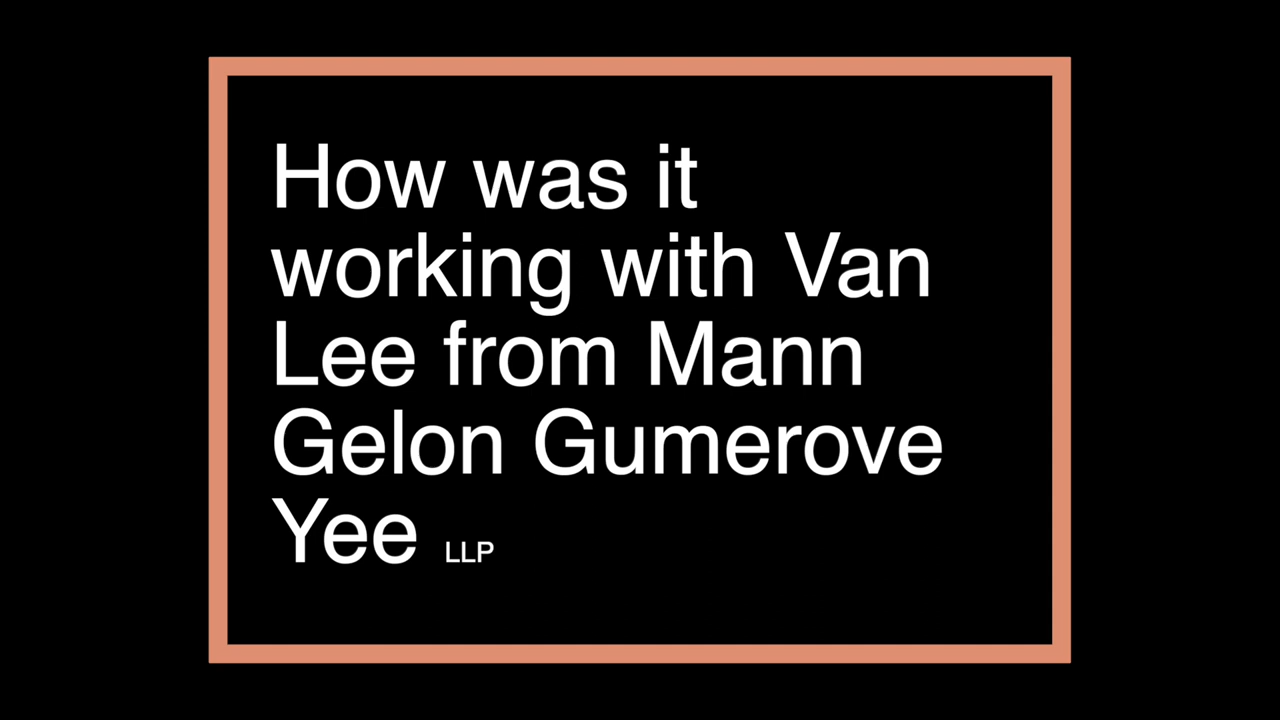 How was it
working with Van
Lee from Mann
Gelon Gumerove
Yee LLP